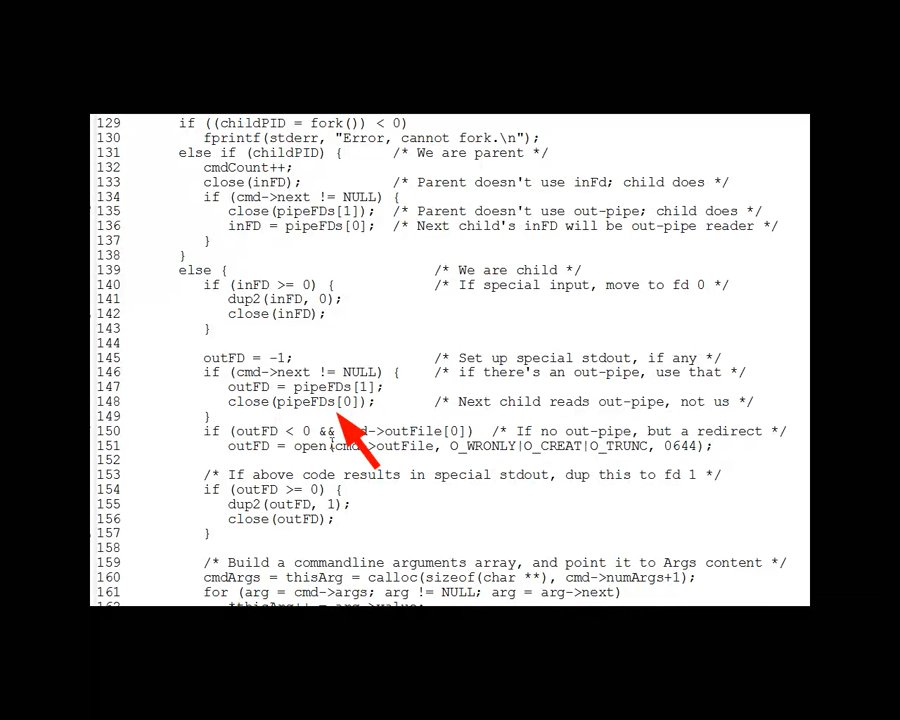 129 if ((childPID = fork()) < 0)
130 fprintf(stderr, "Error, cannot fork.\n");
131 else if (childPID) { /* We are parent */
132 cmdCount++;
133 close(inFD); /* Parent doesn't use inFd; child does */
134 if (cmd->next != NULL) {
135 close(pipeFDs[1]); /* Parent doesn't use out-pipe; child does */
136 inFD = pipeFDs[0]; /* Next child's inFD will be out-pipe reader */
137 }
138 }
139 else { /* We are child */
140 if (inFD >= 0) { /* If special input, move to fd 0 */
141 dup2(inFD, 0);
142 close(inFD);
143 }
144
145 outFD = -1; /* Set up special stdout, if any */
146 if (cmd->next != NULL) { /* if there's an out-pipe, use that */
147 outFD = pipeFDs[1];
148 close(pipeFDs[0]); /* Next child reads out-pipe, not us */
149 }
150 if (outFD < 0 && cmd->outFile[0]) /* If no out-pipe, but a redirect */
151 outFD = open(cmd->outFile, O_WRONLY|O_CREAT|O_TRUNC, 0644);
152
153 /* If above code results in special stdout, dup this to fd 1 */
154 if (outFD >= 0) {
155 dup2(outFD, 1);
156 close(outFD);
157 }
158
159 /* Build a commandline arguments array, and point it to Args content */
160 cmdArgs = thisArg = calloc(sizeof(char **), cmd->numArgs+1);
161 for (arg = cmd->args; arg != NULL; arg = arg->next)
162 *thisArg++ = arg->value;